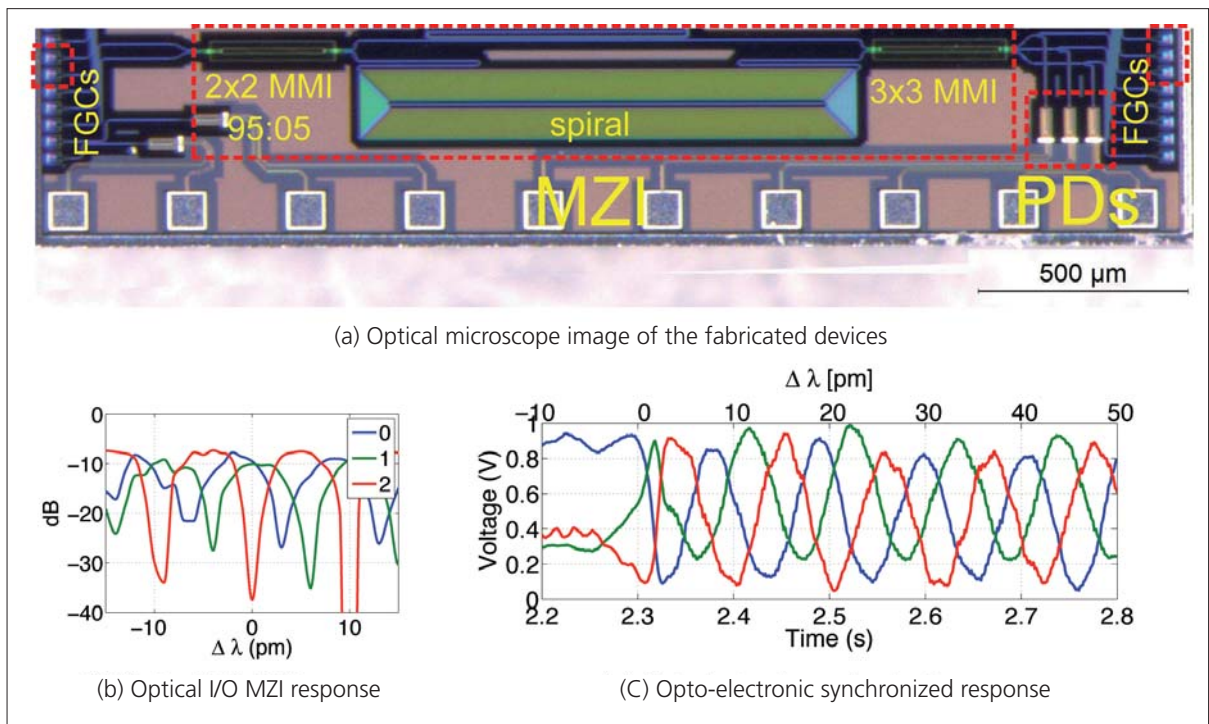 FGCs
2x2 MMI
95:05
spiral
3x3 MMI
FGCs
MZI
PDs
500 µm
(a) Optical microscope image of the fabricated devices
0
−10
−20
−30
−40
dB
0
1
2
−10
0
10
Δ λ (pm)
(b) Optical I/O MZI response
Δ λ [pm]
−10
0
10
20
30
40
50
1
0.8
0.6
0.4
0.2
0
Voltage (V)
2.2
2.3
2.4
2.5
2.6
2.7
2.8
Time (s)
(C) Opto-electronic synchronized response